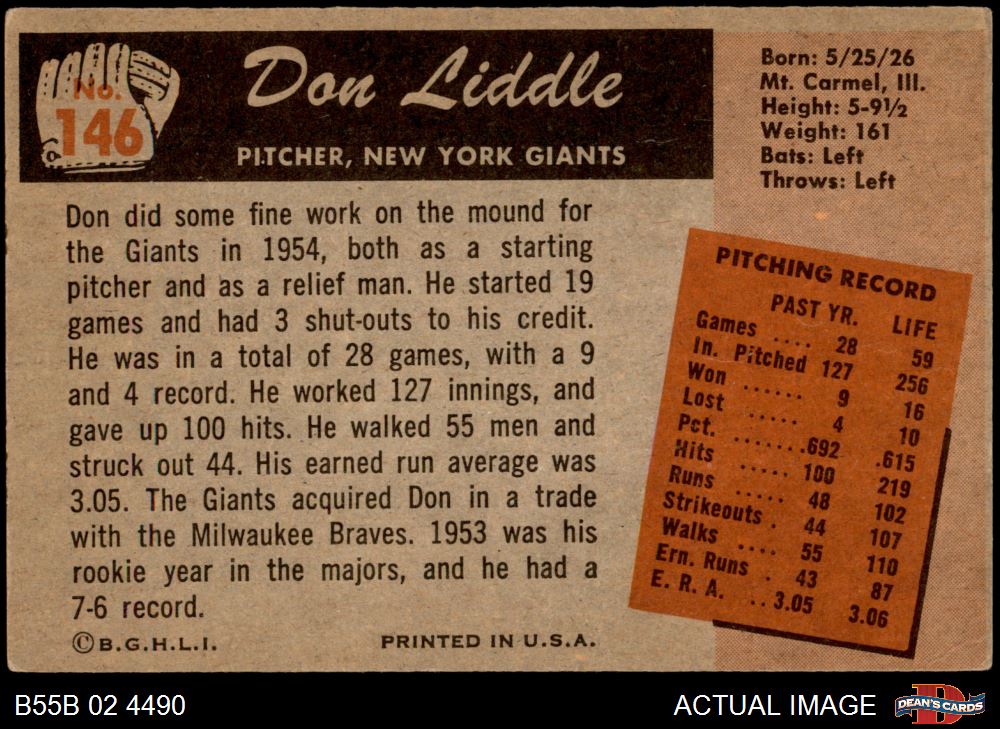 No.
146
Don Liddle
PITCHER, NEW YORK GIANTS
Born: 5/25/26
Mt. Carmel, Ill.
Height: 5-9½
Weight: 161
Bats: Left
Throws: Left
Don did some fine work on the mound for
the Giants in 1954, both as a starting
pitcher and as a relief man. He started 19
games and had 3 shut-outs to his credit.
He was in a total of 28 games, with a 9
and 4 record. He worked 127 innings, and
gave up 100 hits. He walked 55 men and
struck out 44. His earned run average was
3.05. The Giants acquired Don in a trade
with the Milwaukee Braves. 1953 was his
rookie year in the majors, and he had a
7-6 record.
©B.G.H.L.I. PRINTED IN U.S.A.
PITCHING RECORD
PAST YR. LIFE
Games .... 28 59
In. Pitched 127 256
Won ...... 9 16
Lost ..... 4 10
Pct. .......692 .615
Hits ..... 100 219
Runs ..... 48 102
Strikeouts . 44 107
Walks .... 55 110
Ern. Runs . 43 87
E. R. A. .. 3.05 3.06
B55B 02 4490 ACTUAL IMAGE
D
DEAN'S CARDS